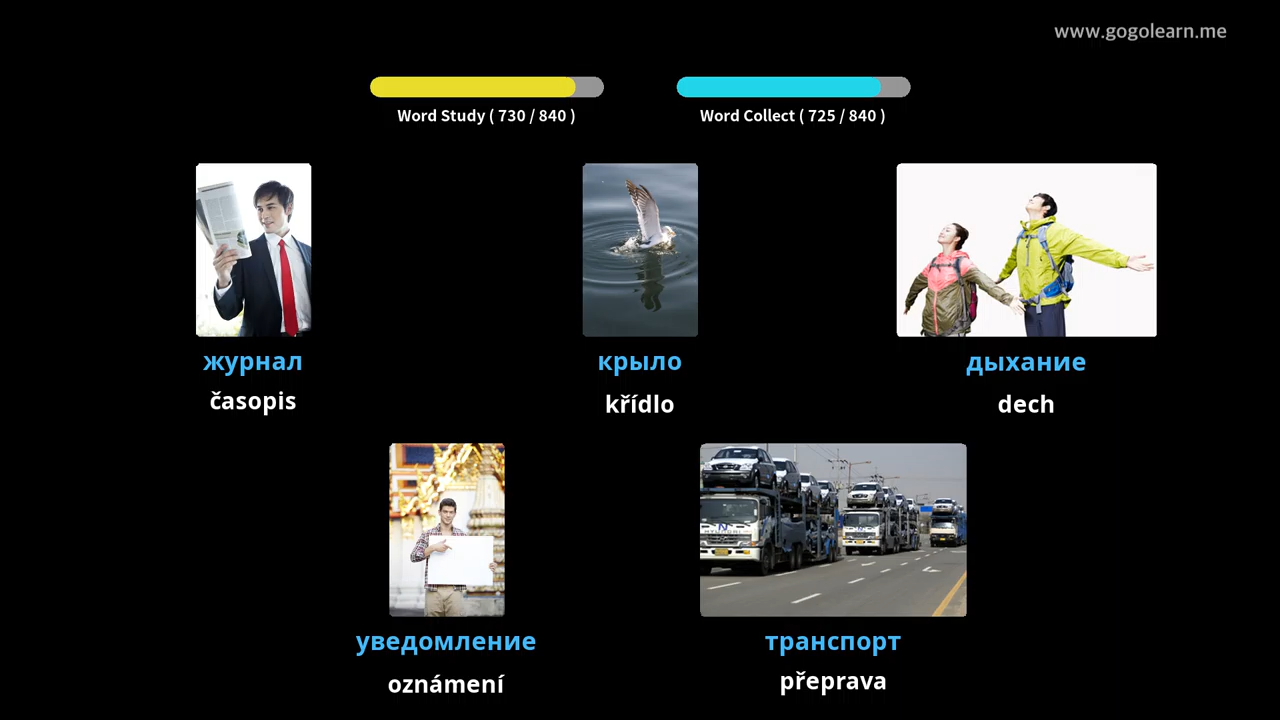 www.gogolearn.me
Word Study ( 730 / 840 )
Word Collect ( 725 / 840 )
журнал
časopis
крыло
křídlo
дыхание
dech
уведомление
oznámení
транспорт
přeprava